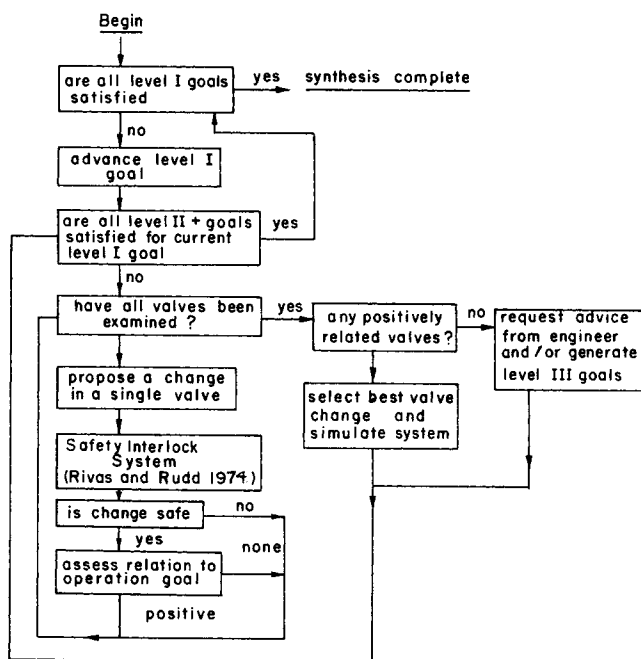 Begin
are all level I goals
satisfied
yes
synthesis complete
no
advance level I
goal
are all level II + goals
satisfied for current
level I goal
yes
no
have all valves been
examined ?
yes
any positively
related valves?
no
request advice
from engineer
and/or generate
level III goals
propose a change
in a single valve
select best valve
change and
simulate system
Safety Interlock
System
(Rivas and Rudd 1974)
is change safe
no
yes
none
assess relation to
operation goal
positive